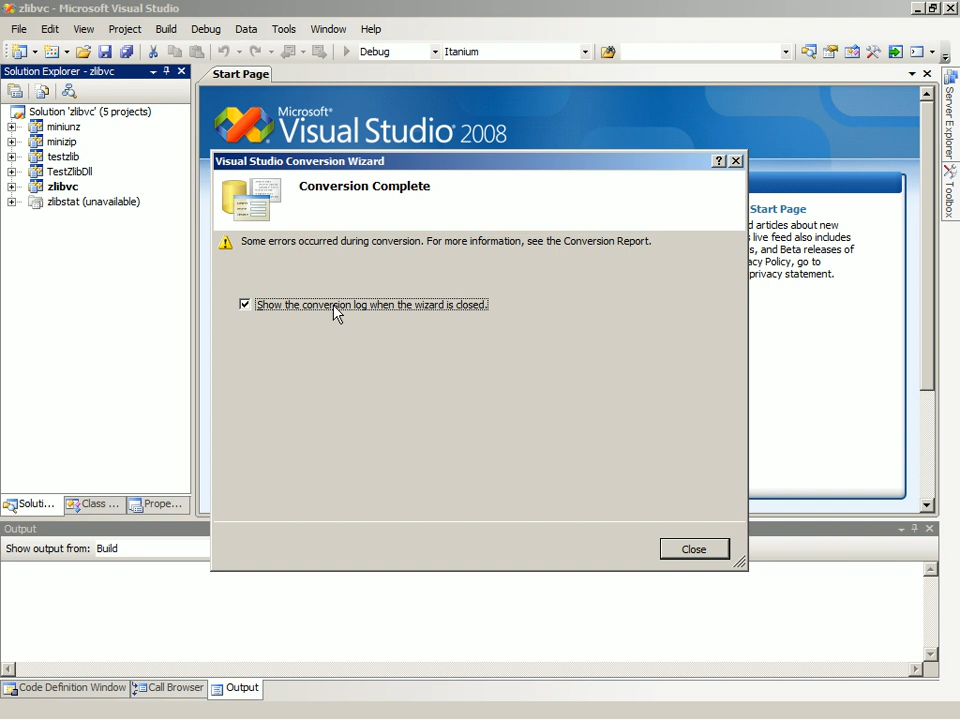 zlibvc - Microsoft Visual Studio
File Edit View Project Build Debug Data Tools Window Help
Debug Itanium
Solution Explorer - zlibvc
Start Page
Solution 'zlibvc' (5 projects)
miniunz
minizip
testzlib
TestZlibDll
zlibvc
zlibstat (unavailable)
Microsoft®
Visual Studio® 2008
Visual Studio Conversion Wizard
Conversion Complete
Some errors occurred during conversion. For more information, see the Conversion Report.
Show the conversion log when the wizard is closed.
Close
Start Page
d articles about new
live feed also includes
s, and Beta releases of
acy Policy, go to
privacy statement.
Server Explorer
Toolbox
Soluti... Class ... Prope...
Output
Show output from: Build
Code Definition Window Call Browser Output